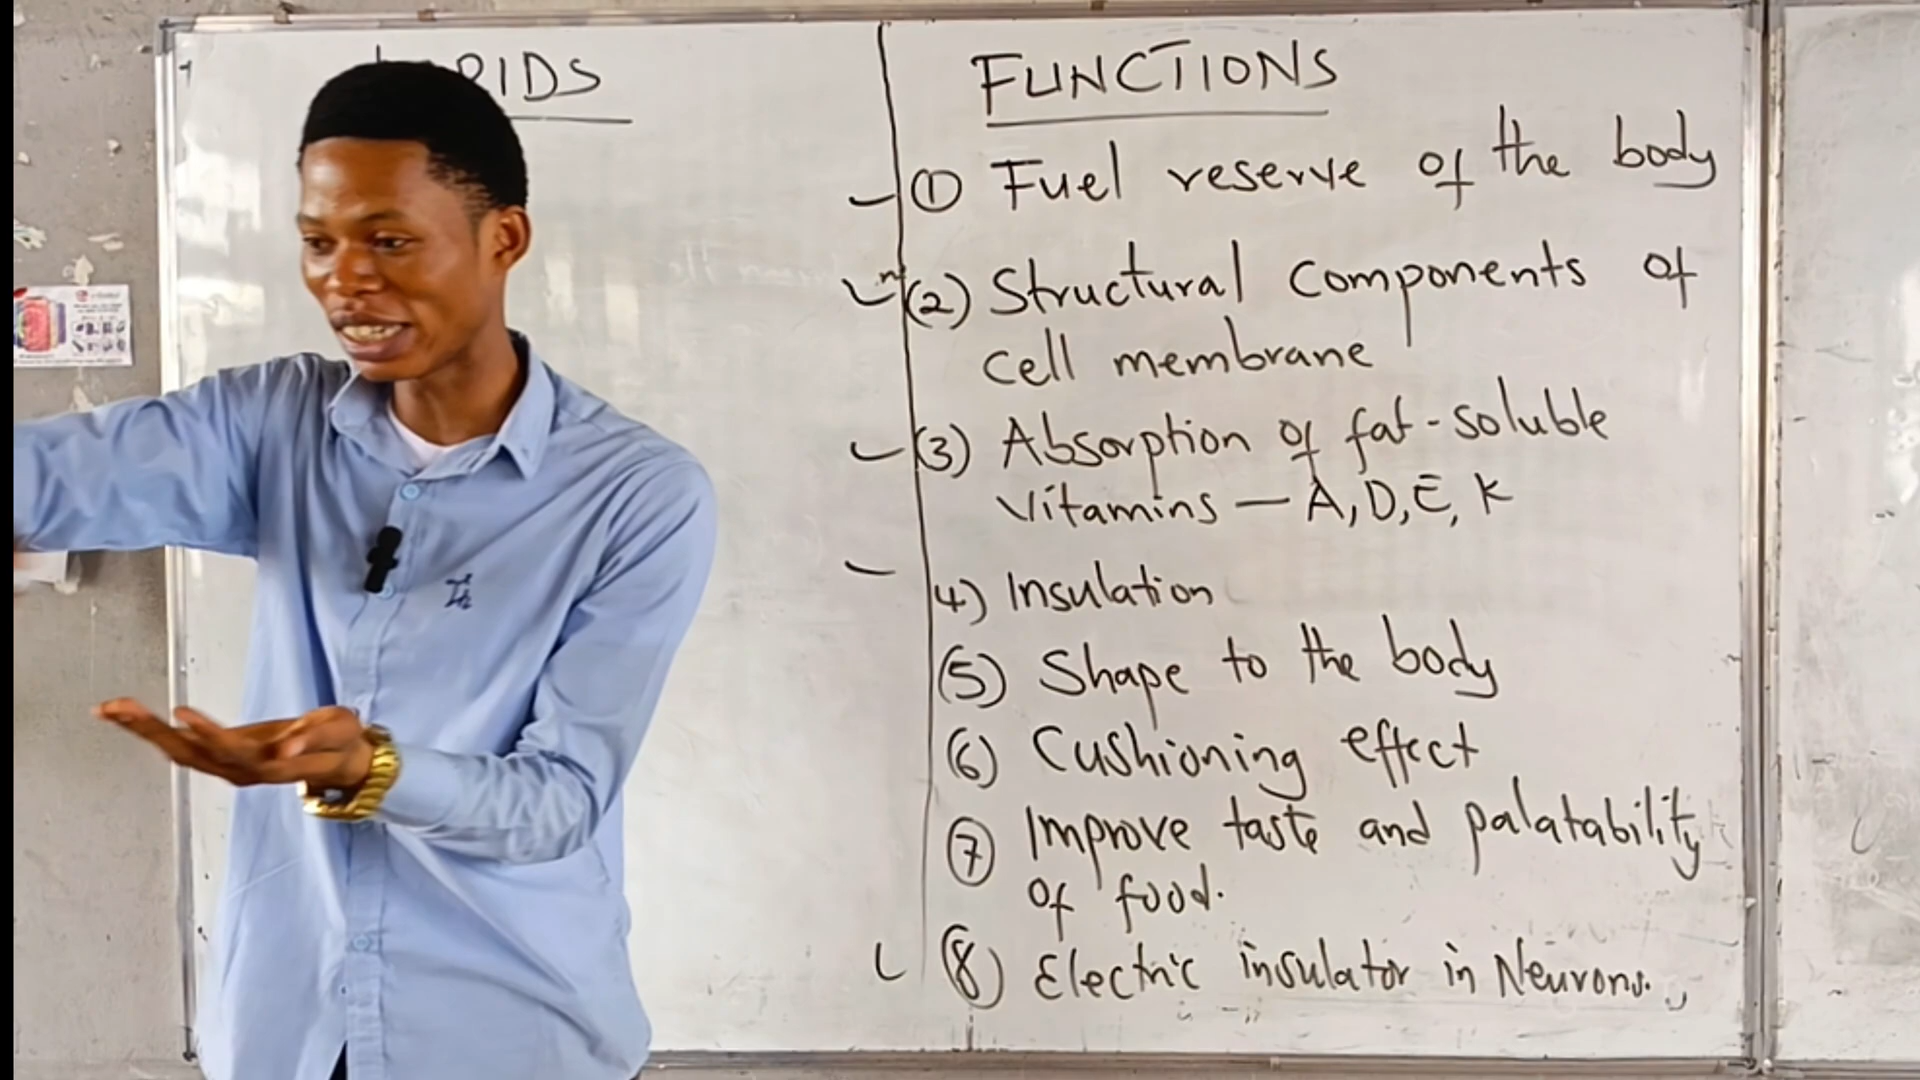 PIDS
FUNCTIONS
① Fuel reserve of the body
(2) Structural components of
cell membrane
(3) Absorption of fat-soluble
Vitamins — A, D, E, K
4) Insulation
(5) Shape to the body
(6) Cushioning effect
⑦ Improve taste and palatability
of food.
(8) Electric insulator in Neurons.